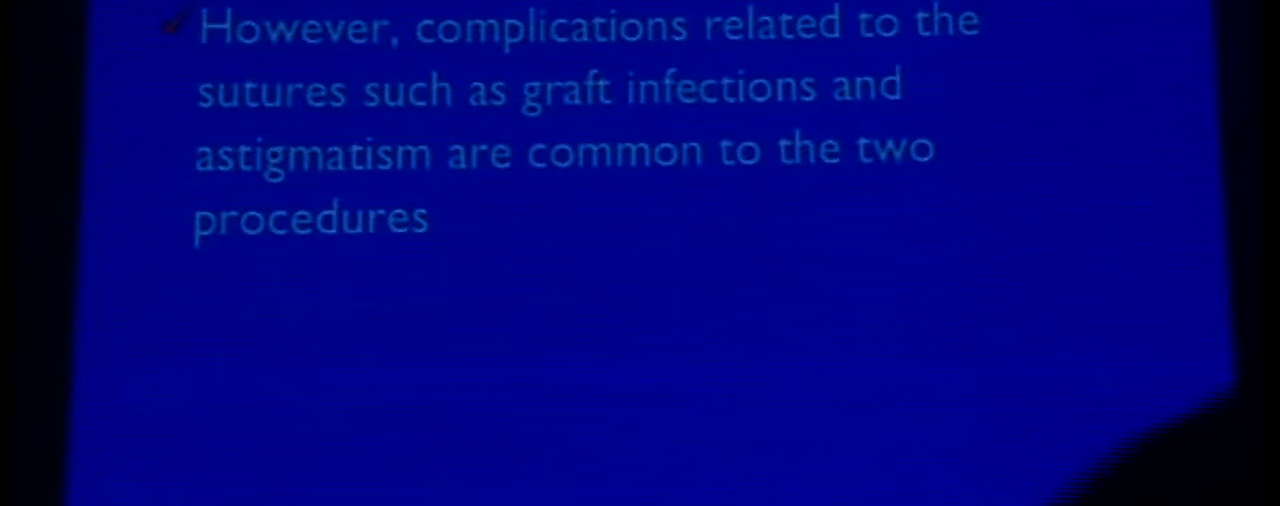 ✓ However, complications related to the
sutures such as graft infections and
astigmatism are common to the two
procedures